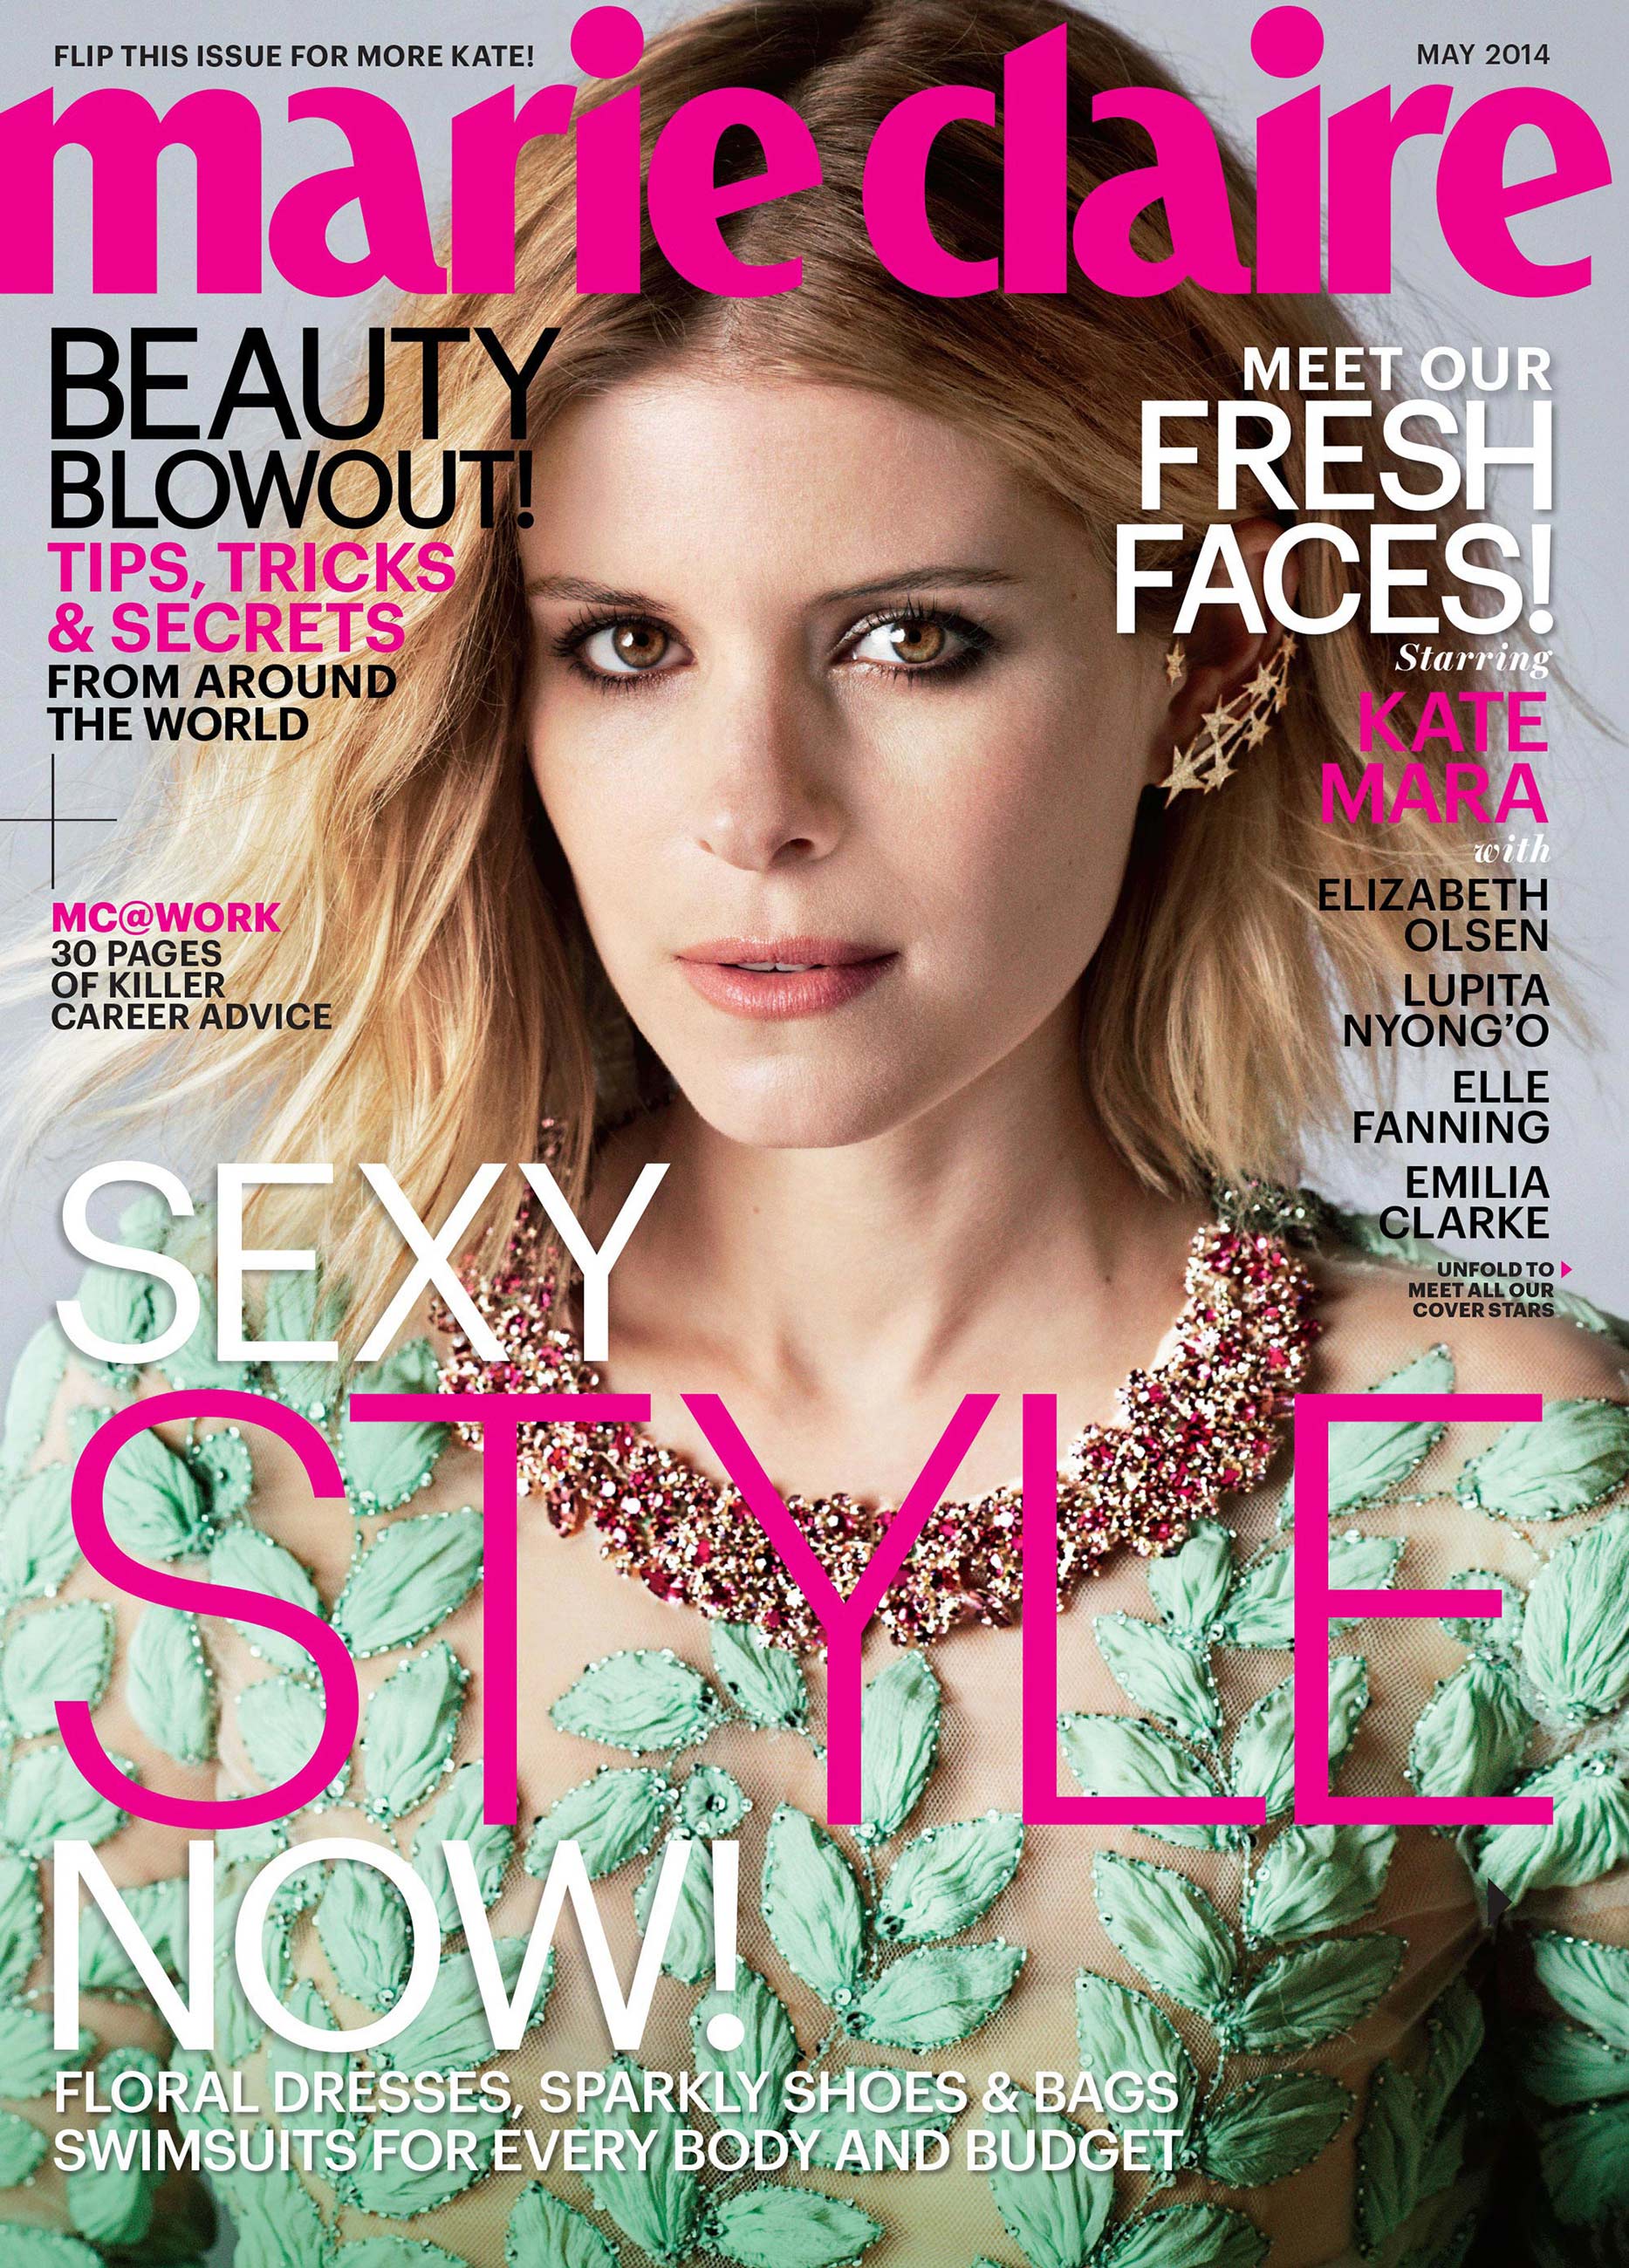 FLIP THIS ISSUE FOR MORE KATE!
MAY 2014
marie claire
BEAUTY
BLOWOUT!
TIPS, TRICKS
& SECRETS
FROM AROUND
THE WORLD
MC@WORK
30 PAGES
OF KILLER
CAREER ADVICE
MEET OUR
FRESH
FACES!
Starring
KATE
MARA
with
ELIZABETH
OLSEN
LUPITA
NYONG'O
ELLE
FANNING
EMILIA
CLARKE
UNFOLD TO
MEET ALL OUR
COVER STARS
SEXY
STYLE
NOW!
FLORAL DRESSES, SPARKLY SHOES & BAGS
SWIMSUITS FOR EVERY BODY AND BUDGET